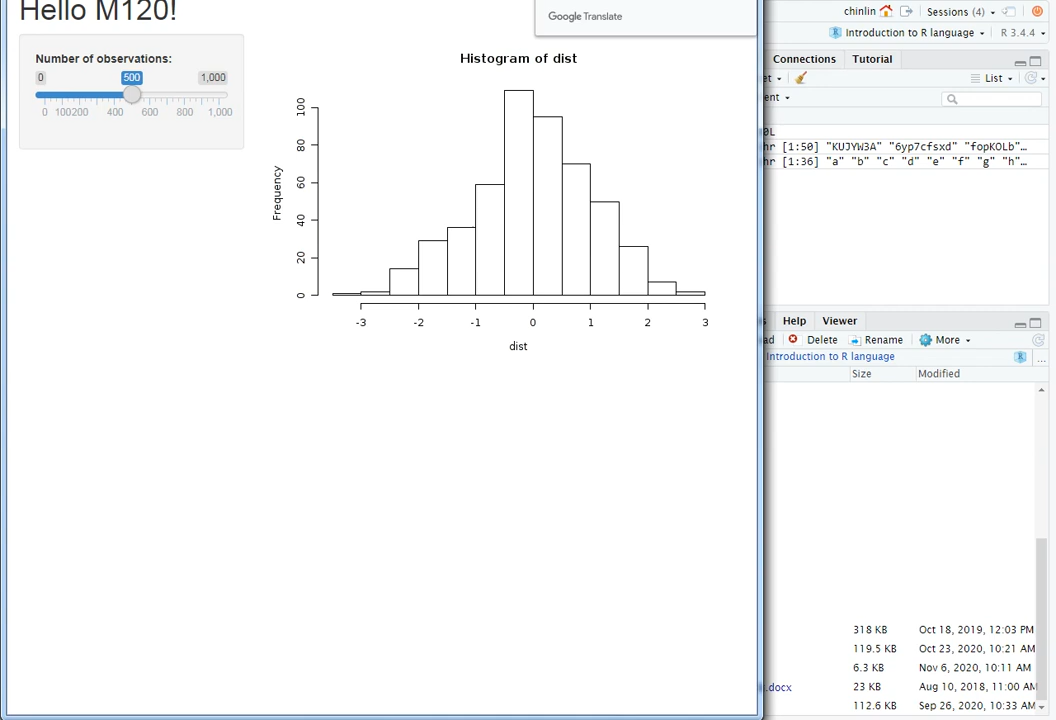 Hello M120!
Number of observations:
0 500 1,000
0 100200 400 600 800 1,000
Google Translate
Histogram of dist
Frequency
100
80
60
40
20
0
-3 -2 -1 0 1 2 3
dist
chinlin Sessions (4)
Introduction to R language R 3.4.4
Connections Tutorial
List
0L
hr [1:50] "KUJYW3A" "6yp7cfsxd" "fopKOLb"…
hr [1:36] "a" "b" "c" "d" "e" "f" "g" "h"…
Help Viewer
Delete Rename More
Introduction to R language ...
Size Modified
318 KB Oct 18, 2019, 12:03 PM
119.5 KB Oct 23, 2020, 10:21 AM
6.3 KB Nov 6, 2020, 10:11 AM
.docx 23 KB Aug 10, 2018, 11:00 AM
112.6 KB Sep 26, 2020, 10:33 AM